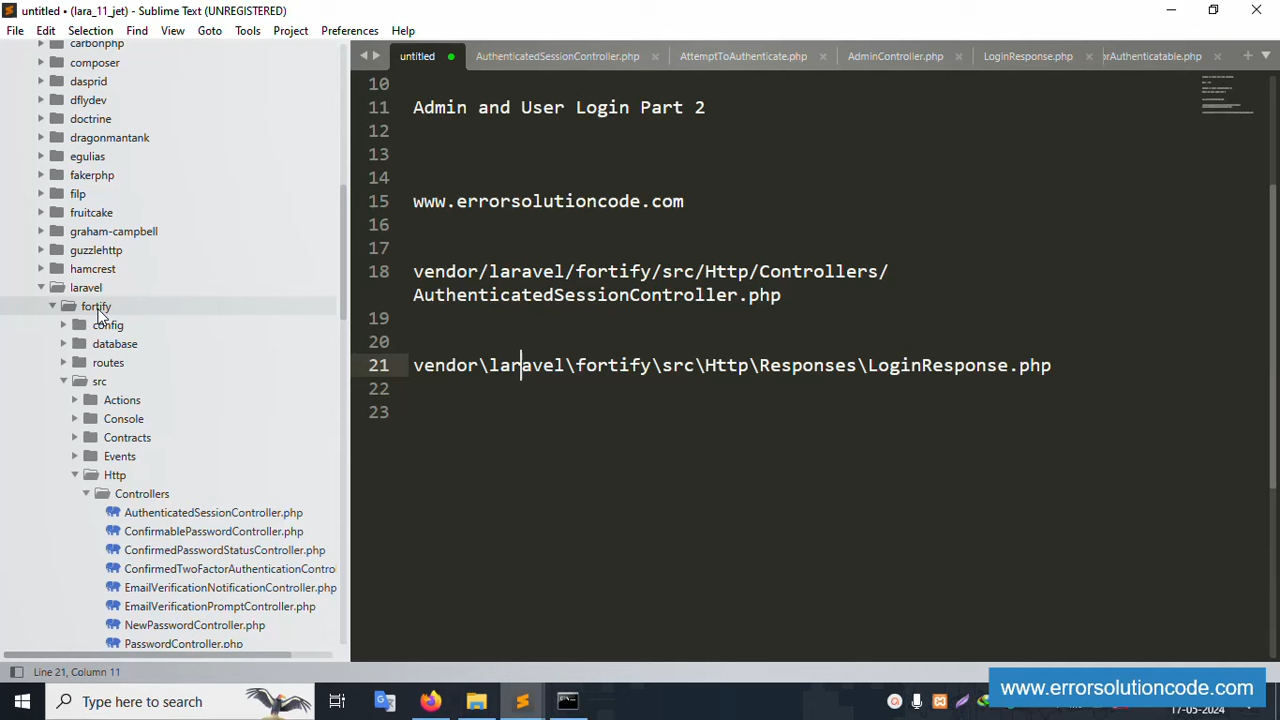 untitled • (lara_11_jet) - Sublime Text (UNREGISTERED)
File Edit Selection Find View Goto Tools Project Preferences Help
carbonphp
composer
dasprid
dflydev
doctrine
dragonmantank
egulias
fakerphp
filp
fruitcake
graham-campbell
guzzlehttp
hamcrest
laravel
fortify
config
database
routes
src
Actions
Console
Contracts
Events
Http
Controllers
AuthenticatedSessionController.php
ConfirmablePasswordController.php
ConfirmedPasswordStatusController.php
ConfirmedTwoFactorAuthenticationContro
EmailVerificationNotificationController.php
EmailVerificationPromptController.php
NewPasswordController.php
PasswordController.php
untitled AuthenticatedSessionController.php AttemptToAuthenticate.php AdminController.php LoginResponse.php orAuthenticatable.php
10
11 Admin and User Login Part 2
12
13
14
15 www.errorsolutioncode.com
16
17
18 vendor/laravel/fortify/src/Http/Controllers/
AuthenticatedSessionController.php
19
20
21 vendor\laravel\fortify\src\Http\Responses\LoginResponse.php
22
23
Line 21, Column 11
Type here to search
www.errorsolutioncode.com
17-05-2024